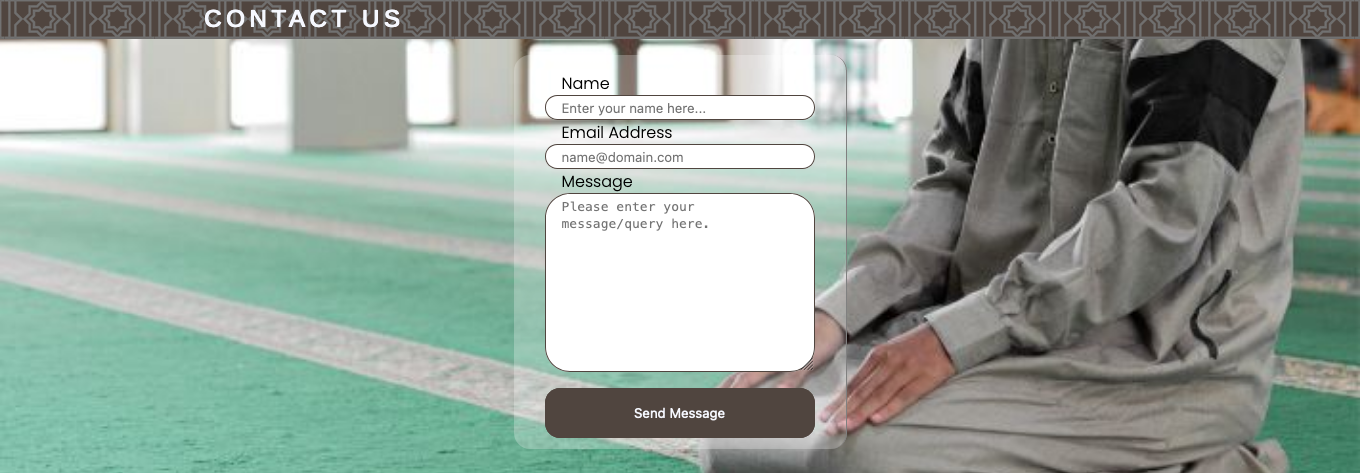 CONTACT US
Name
Enter your name here...
Email Address
name@domain.com
Message
Please enter your
message/query here.
Send Message